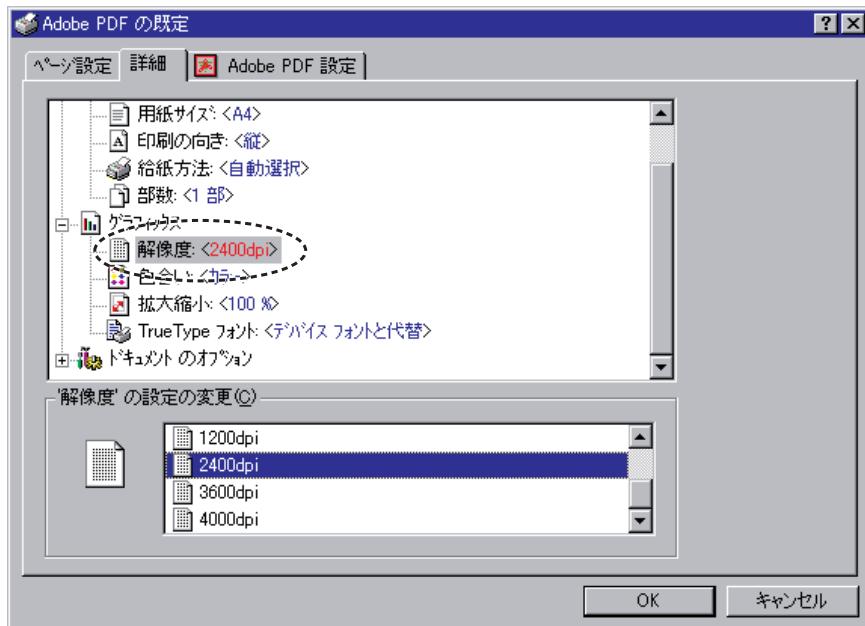 Adobe PDF の既定
ページ設定
詳細
Adobe PDF 設定
用紙サイズ: <A4>
印刷の向き: <縦>
給紙方法: <自動選択>
部数: <1 部>
グラフィックス
解像度: <2400dpi>
色合い: <カラー>
拡大縮小: <100 %>
TrueType フォント: <デバイス フォントと代替>
ドキュメント のオプション
'解像度' の設定の変更(C)
1200dpi
2400dpi
3600dpi
4000dpi
OK
キャンセル